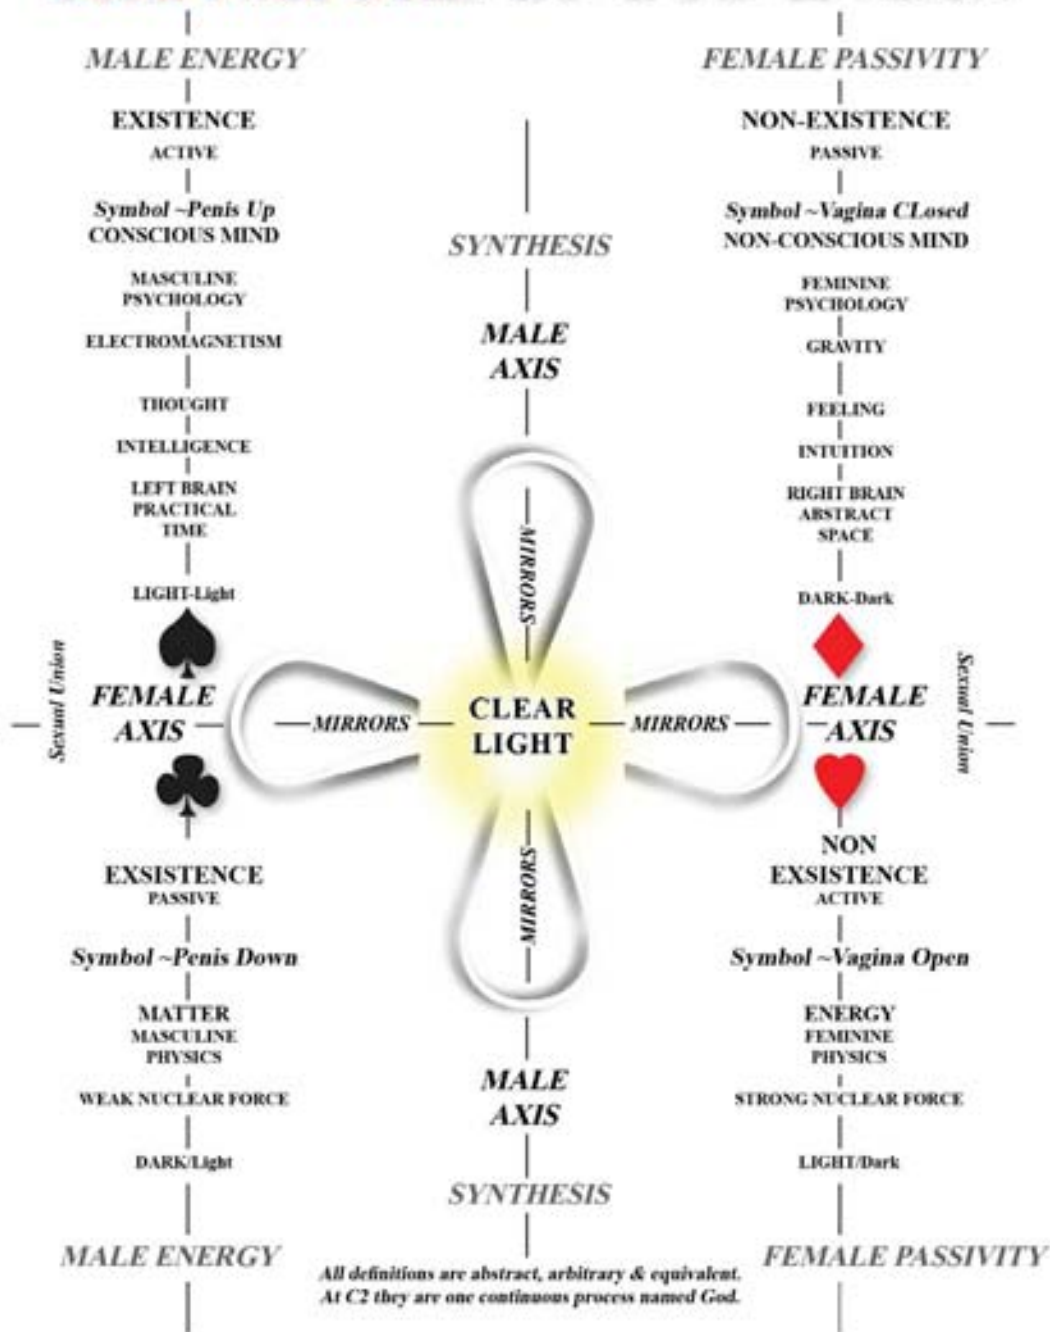 MALE ENERGY
EXISTENCE
ACTIVE
Symbol ~Penis Up
CONSCIOUS MIND
MASCULINE
PSYCHOLOGY
ELECTROMAGNETISM
THOUGHT
INTELLIGENCE
LEFT BRAIN
PRACTICAL
TIME
LIGHT-Light
Sexual Union
FEMALE
AXIS
EXSISTENCE
PASSIVE
Symbol ~Penis Down
MATTER
MASCULINE
PHYSICS
WEAK NUCLEAR FORCE
DARK/Light
MALE ENERGY
SYNTHESIS
MALE
AXIS
MIRRORS
MIRRORS
CLEAR
LIGHT
MIRRORS
MIRRORS
MALE
AXIS
SYNTHESIS
All definitions are abstract, arbitrary & equivalent.
At C2 they are one continuous process named God.
FEMALE PASSIVITY
NON-EXISTENCE
PASSIVE
Symbol ~Vagina CLosed
NON-CONSCIOUS MIND
FEMININE
PSYCHOLOGY
GRAVITY
FEELING
INTUITION
RIGHT BRAIN
ABSTRACT
SPACE
DARK-Dark
FEMALE
AXIS
Sexual Union
NON
EXSISTENCE
ACTIVE
Symbol ~Vagina Open
ENERGY
FEMININE
PHYSICS
STRONG NUCLEAR FORCE
LIGHT/Dark
FEMALE PASSIVITY